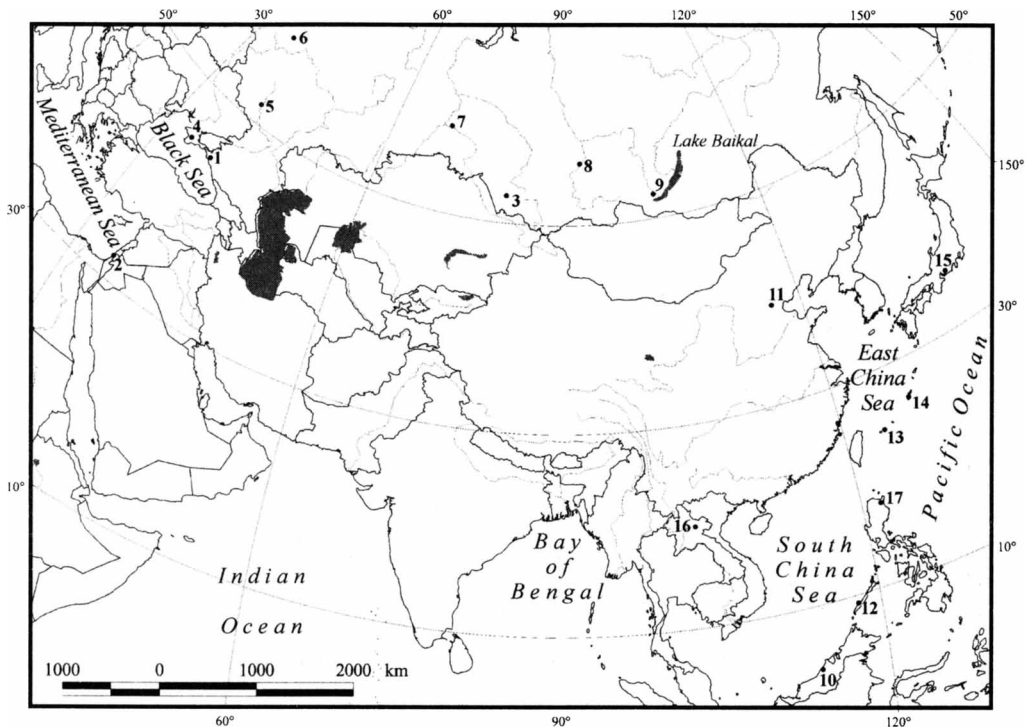 50° 30° 60° 90° 120° 150° 50°
6
5
Mediterranean Sea
Black Sea
4
1
7
8
Lake Baikal
9
150°
3
30°
2
15
11
30°
East
China
Sea
14
13
Pacific Ocean
10°
17
16
Bay
of
Bengal
South
China
Sea
10°
Indian
Ocean
12
1000 0 1000 2000 km
10
60° 90° 120°